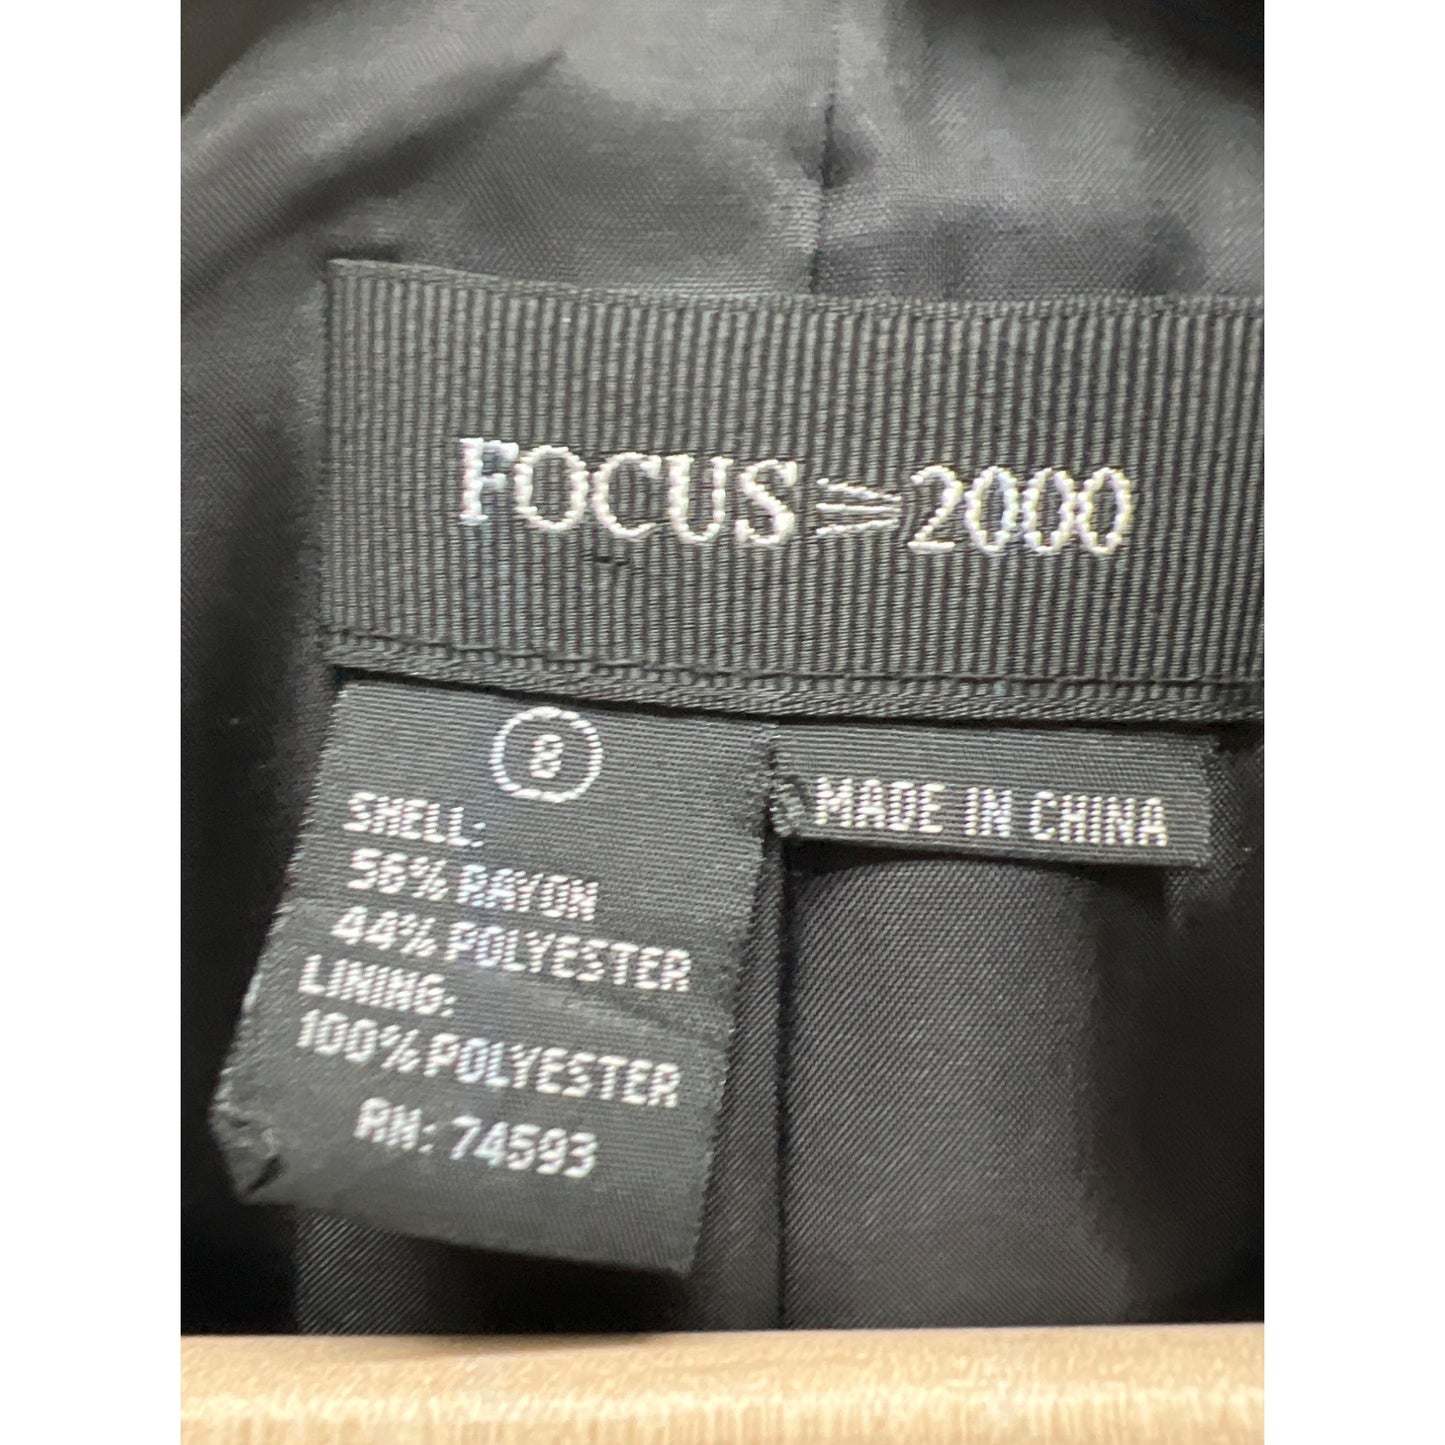 FOCUS 2000
8
MADE IN CHINA
SHELL:
56% RAYON
44% POLYESTER
LINING:
100% POLYESTER
RN: 74593